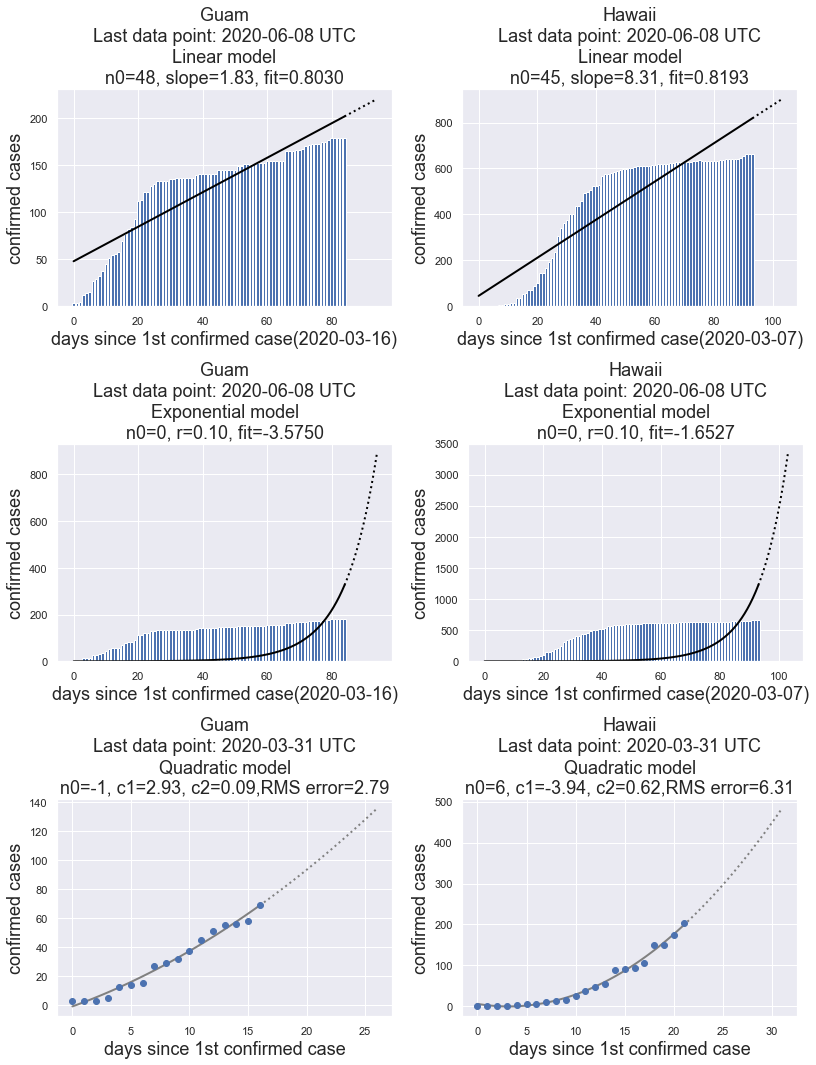 Guam
Last data point: 2020-06-08 UTC
Linear model
n0=48, slope=1.83, fit=0.8030
confirmed cases
200
150
100
50
0
0 20 40 60 80
days since 1st confirmed case(2020-03-16)
Hawaii
Last data point: 2020-06-08 UTC
Linear model
n0=45, slope=8.31, fit=0.8193
confirmed cases
800
600
400
200
0
0 20 40 60 80 100
days since 1st confirmed case(2020-03-07)
Guam
Last data point: 2020-06-08 UTC
Exponential model
n0=0, r=0.10, fit=-3.5750
confirmed cases
800
600
400
200
0
0 20 40 60 80
days since 1st confirmed case(2020-03-16)
Hawaii
Last data point: 2020-06-08 UTC
Exponential model
n0=0, r=0.10, fit=-1.6527
confirmed cases
3500
3000
2500
2000
1500
1000
500
0
0 20 40 60 80 100
days since 1st confirmed case(2020-03-07)
Guam
Last data point: 2020-03-31 UTC
Quadratic model
n0=-1, c1=2.93, c2=0.09,RMS error=2.79
confirmed cases
140
120
100
80
60
40
20
0
0 5 10 15 20 25
days since 1st confirmed case
Hawaii
Last data point: 2020-03-31 UTC
Quadratic model
n0=6, c1=-3.94, c2=0.62,RMS error=6.31
confirmed cases
500
400
300
200
100
0
0 5 10 15 20 25 30
days since 1st confirmed case